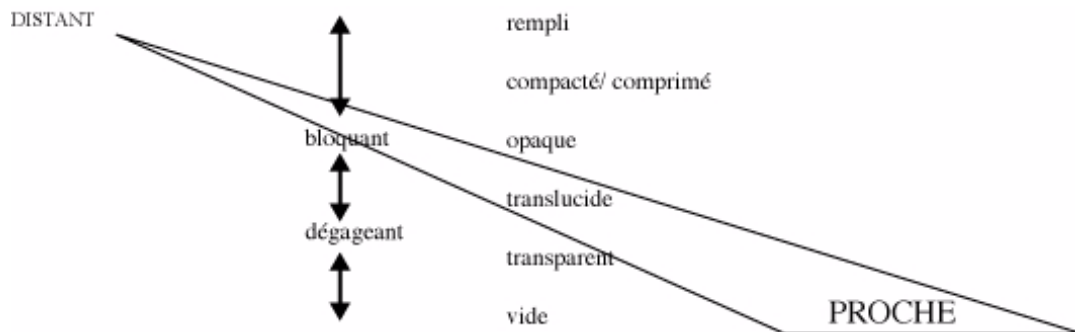 DISTANT
rempli
compacté/ comprimé
bloquant
opaque
translucide
dégageant
transparent
vide
PROCHE